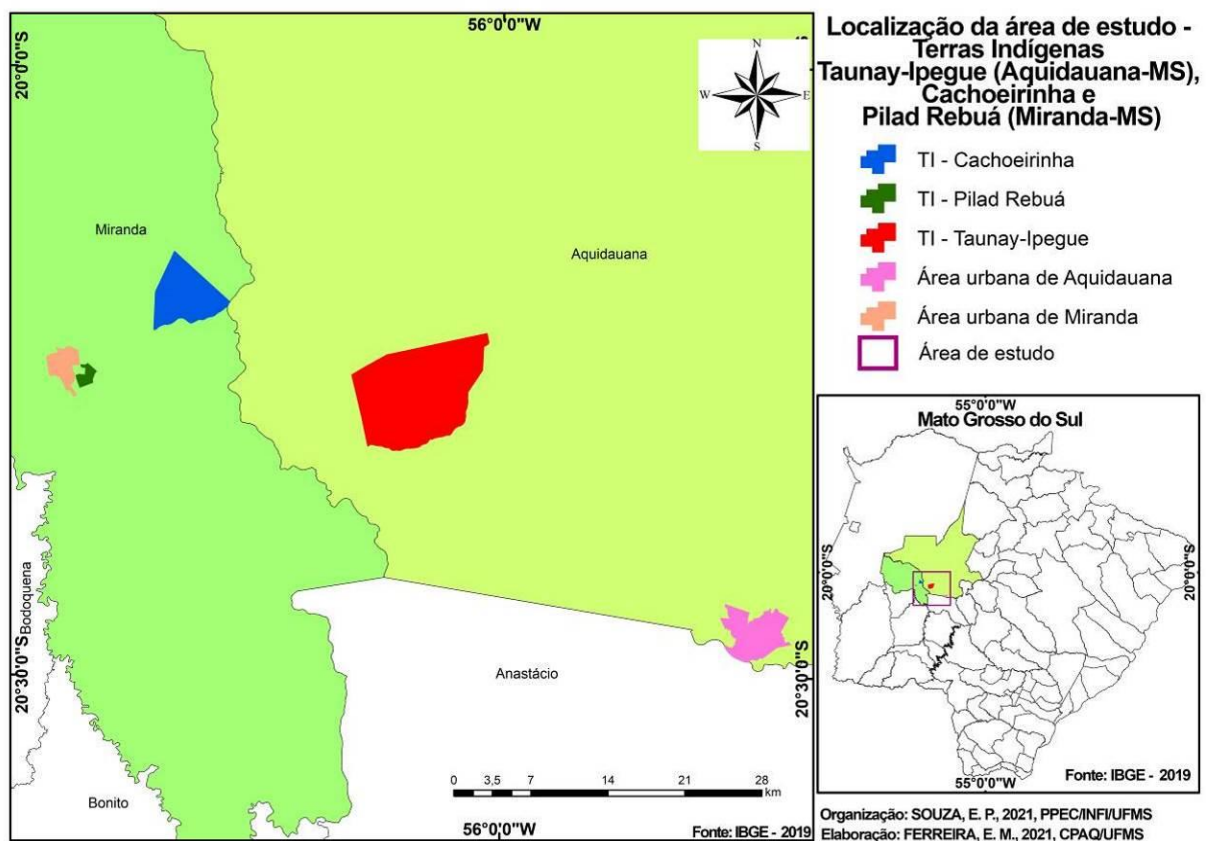 56°0'0"W
20°0'0"S
N
W
E
S
Miranda
Aquidauana
Bodoquena
20°30'0"S
20°30'0"S
Anastácio
Bonito
0 3,5 7 14 21 28
km
56°0'0"W
Fonte: IBGE - 2019
Localização da área de estudo -
Terras Indígenas
Taunay-Ipegue (Aquidauana-MS),
Cachoeirinha e
Pilad Rebuá (Miranda-MS)
TI - Cachoeirinha
TI - Pilad Rebuá
TI - Taunay-Ipegue
Área urbana de Aquidauana
Área urbana de Miranda
Área de estudo
55°0'0"W
Mato Grosso do Sul
20°0'0"S
20°0'0"S
55°0'0"W
Fonte: IBGE - 2019
Organização: SOUZA, E. P., 2021, PPEC/INFI/UFMS
Elaboração: FERREIRA, E. M., 2021, CPAQ/UFMS